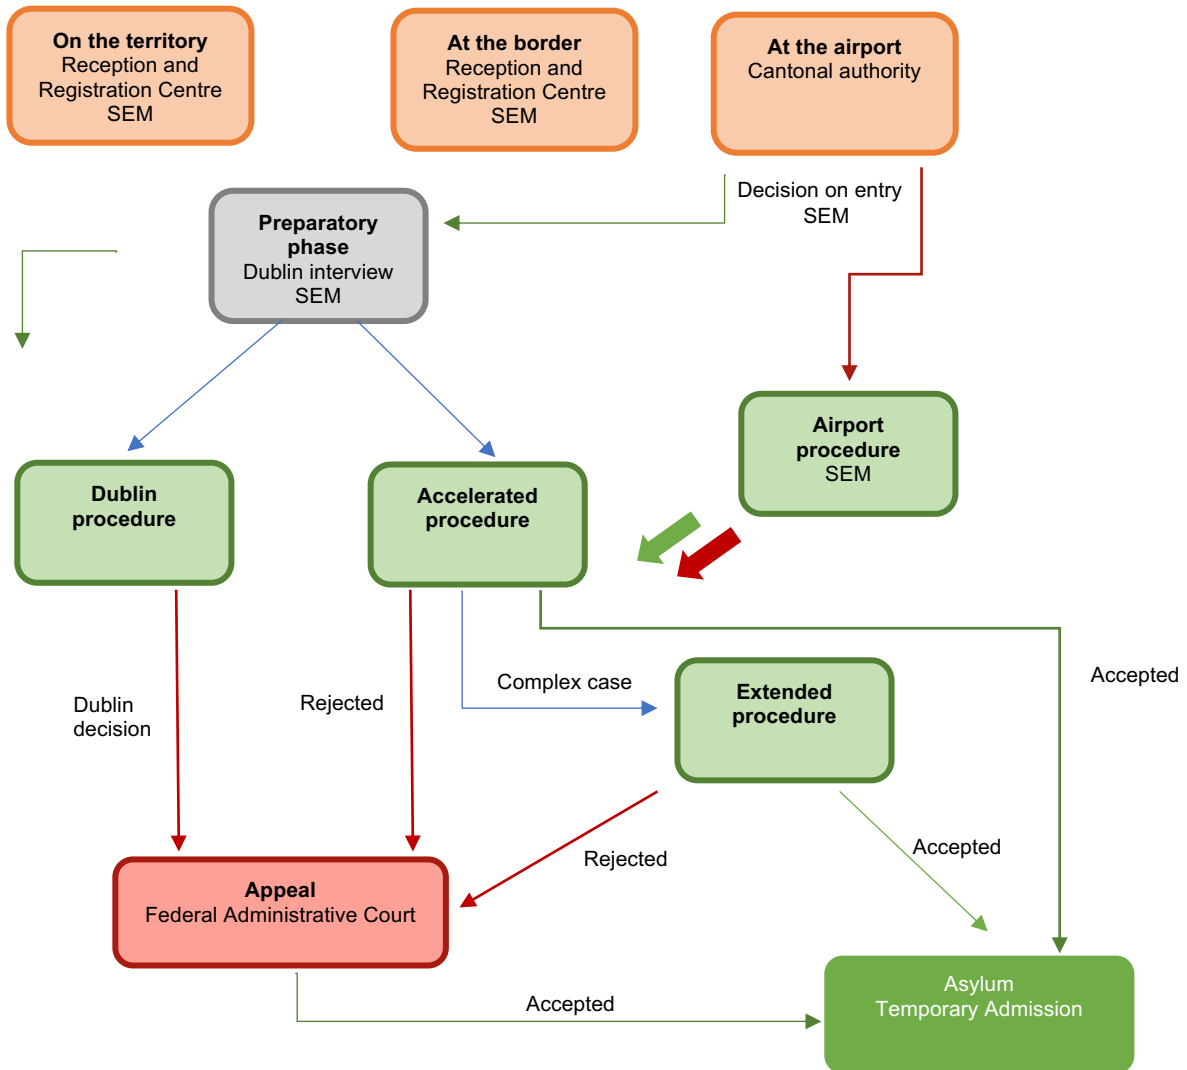 On the territory
Reception and
Registration Centre
SEM
At the border
Reception and
Registration Centre
SEM
At the airport
Cantonal authority
Decision on entry
SEM
Preparatory
phase
Dublin interview
SEM
Airport
procedure
SEM
Dublin
procedure
Accelerated
procedure
Dublin
decision
Rejected
Complex case
Extended
procedure
Accepted
Rejected
Accepted
Appeal
Federal Administrative Court
Accepted
Asylum
Temporary Admission